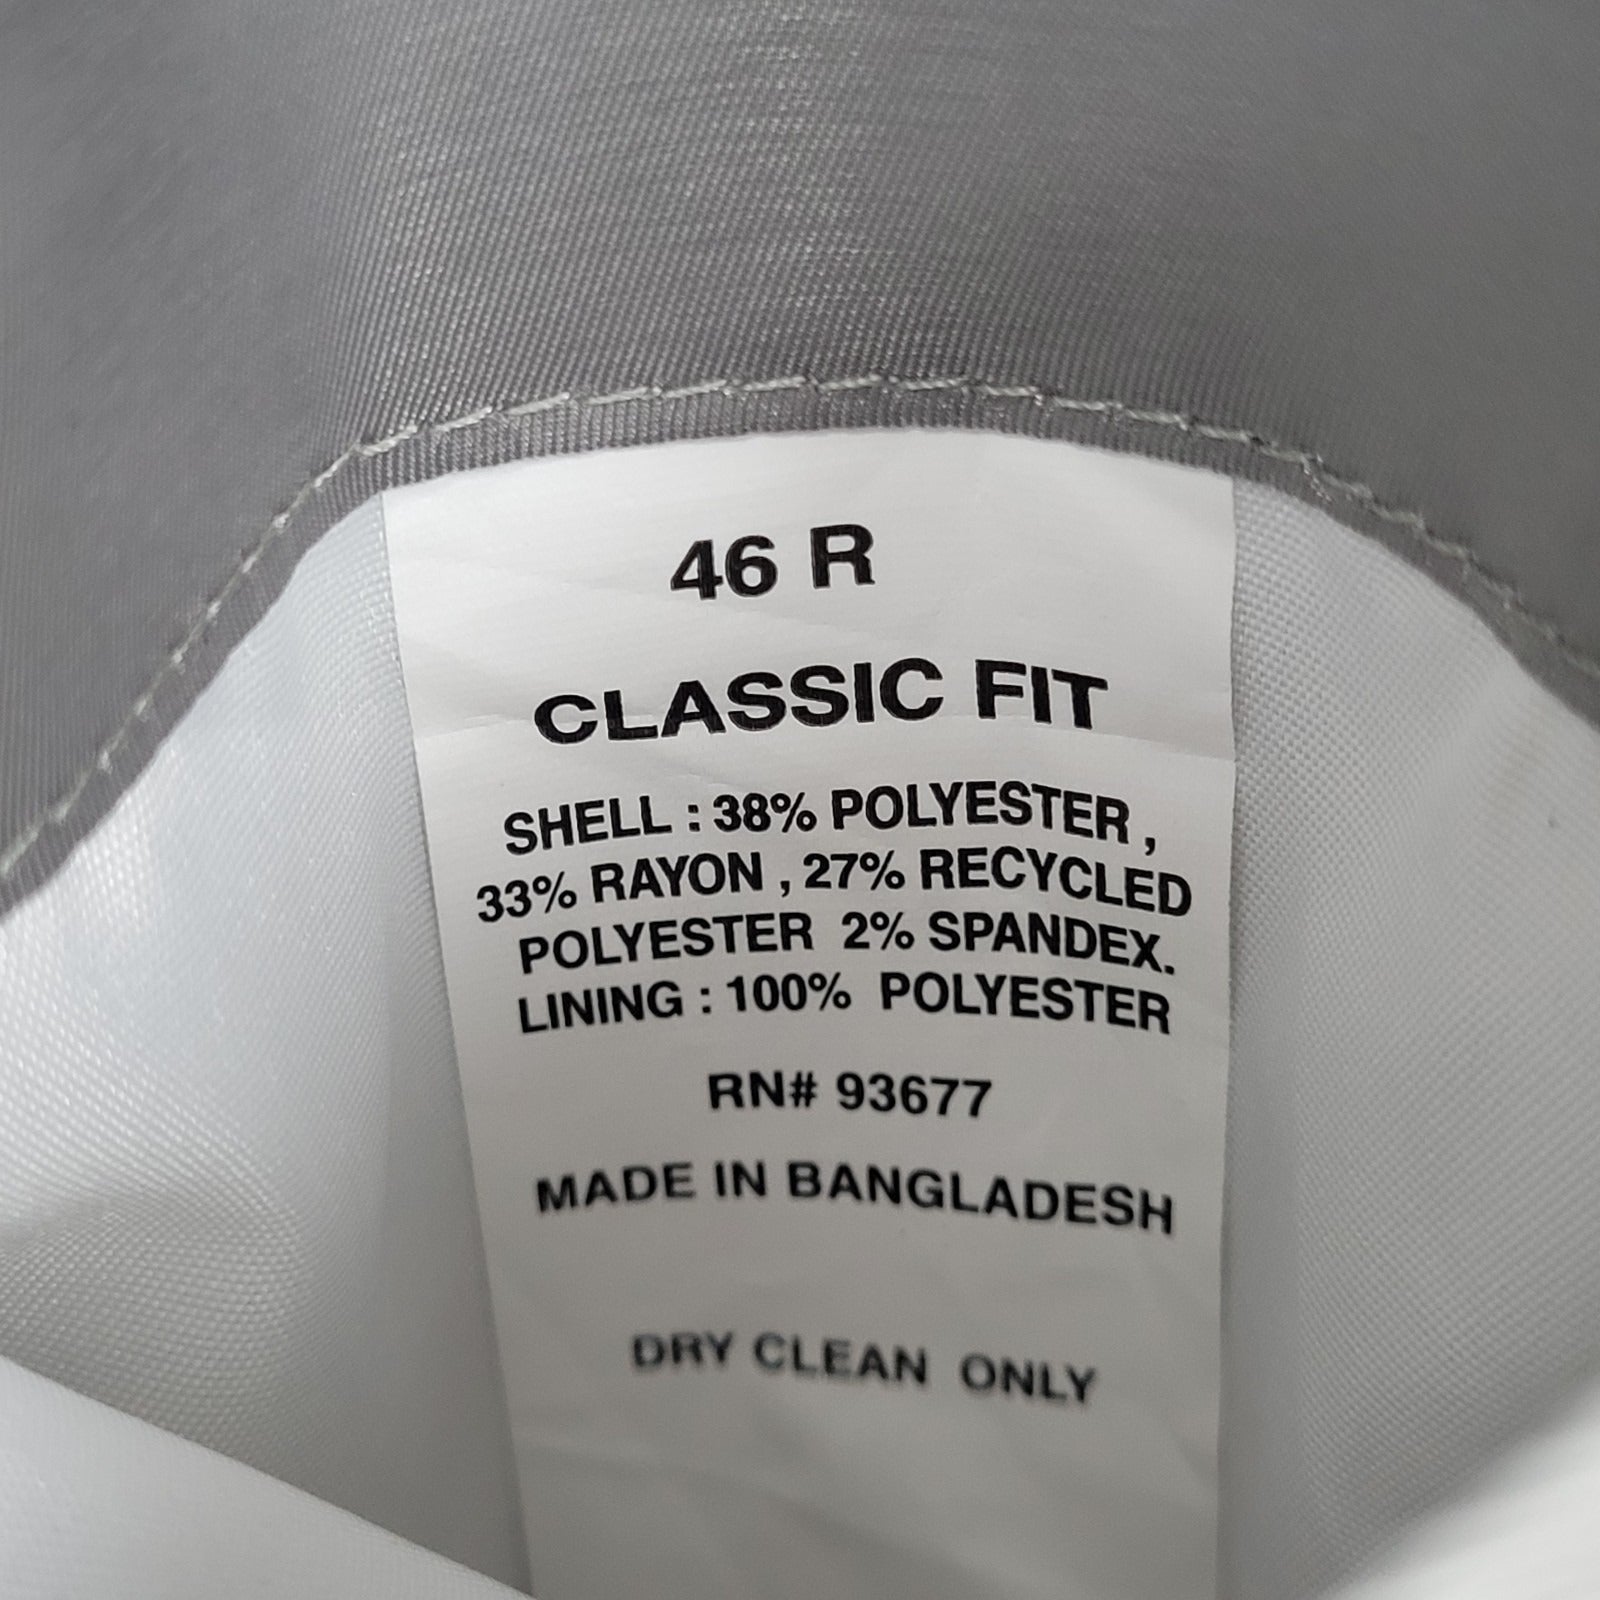 46 R
CLASSIC FIT
SHELL : 38% POLYESTER ,
33% RAYON , 27% RECYCLED
POLYESTER 2% SPANDEX.
LINING : 100% POLYESTER
RN# 93677
MADE IN BANGLADESH
DRY CLEAN ONLY